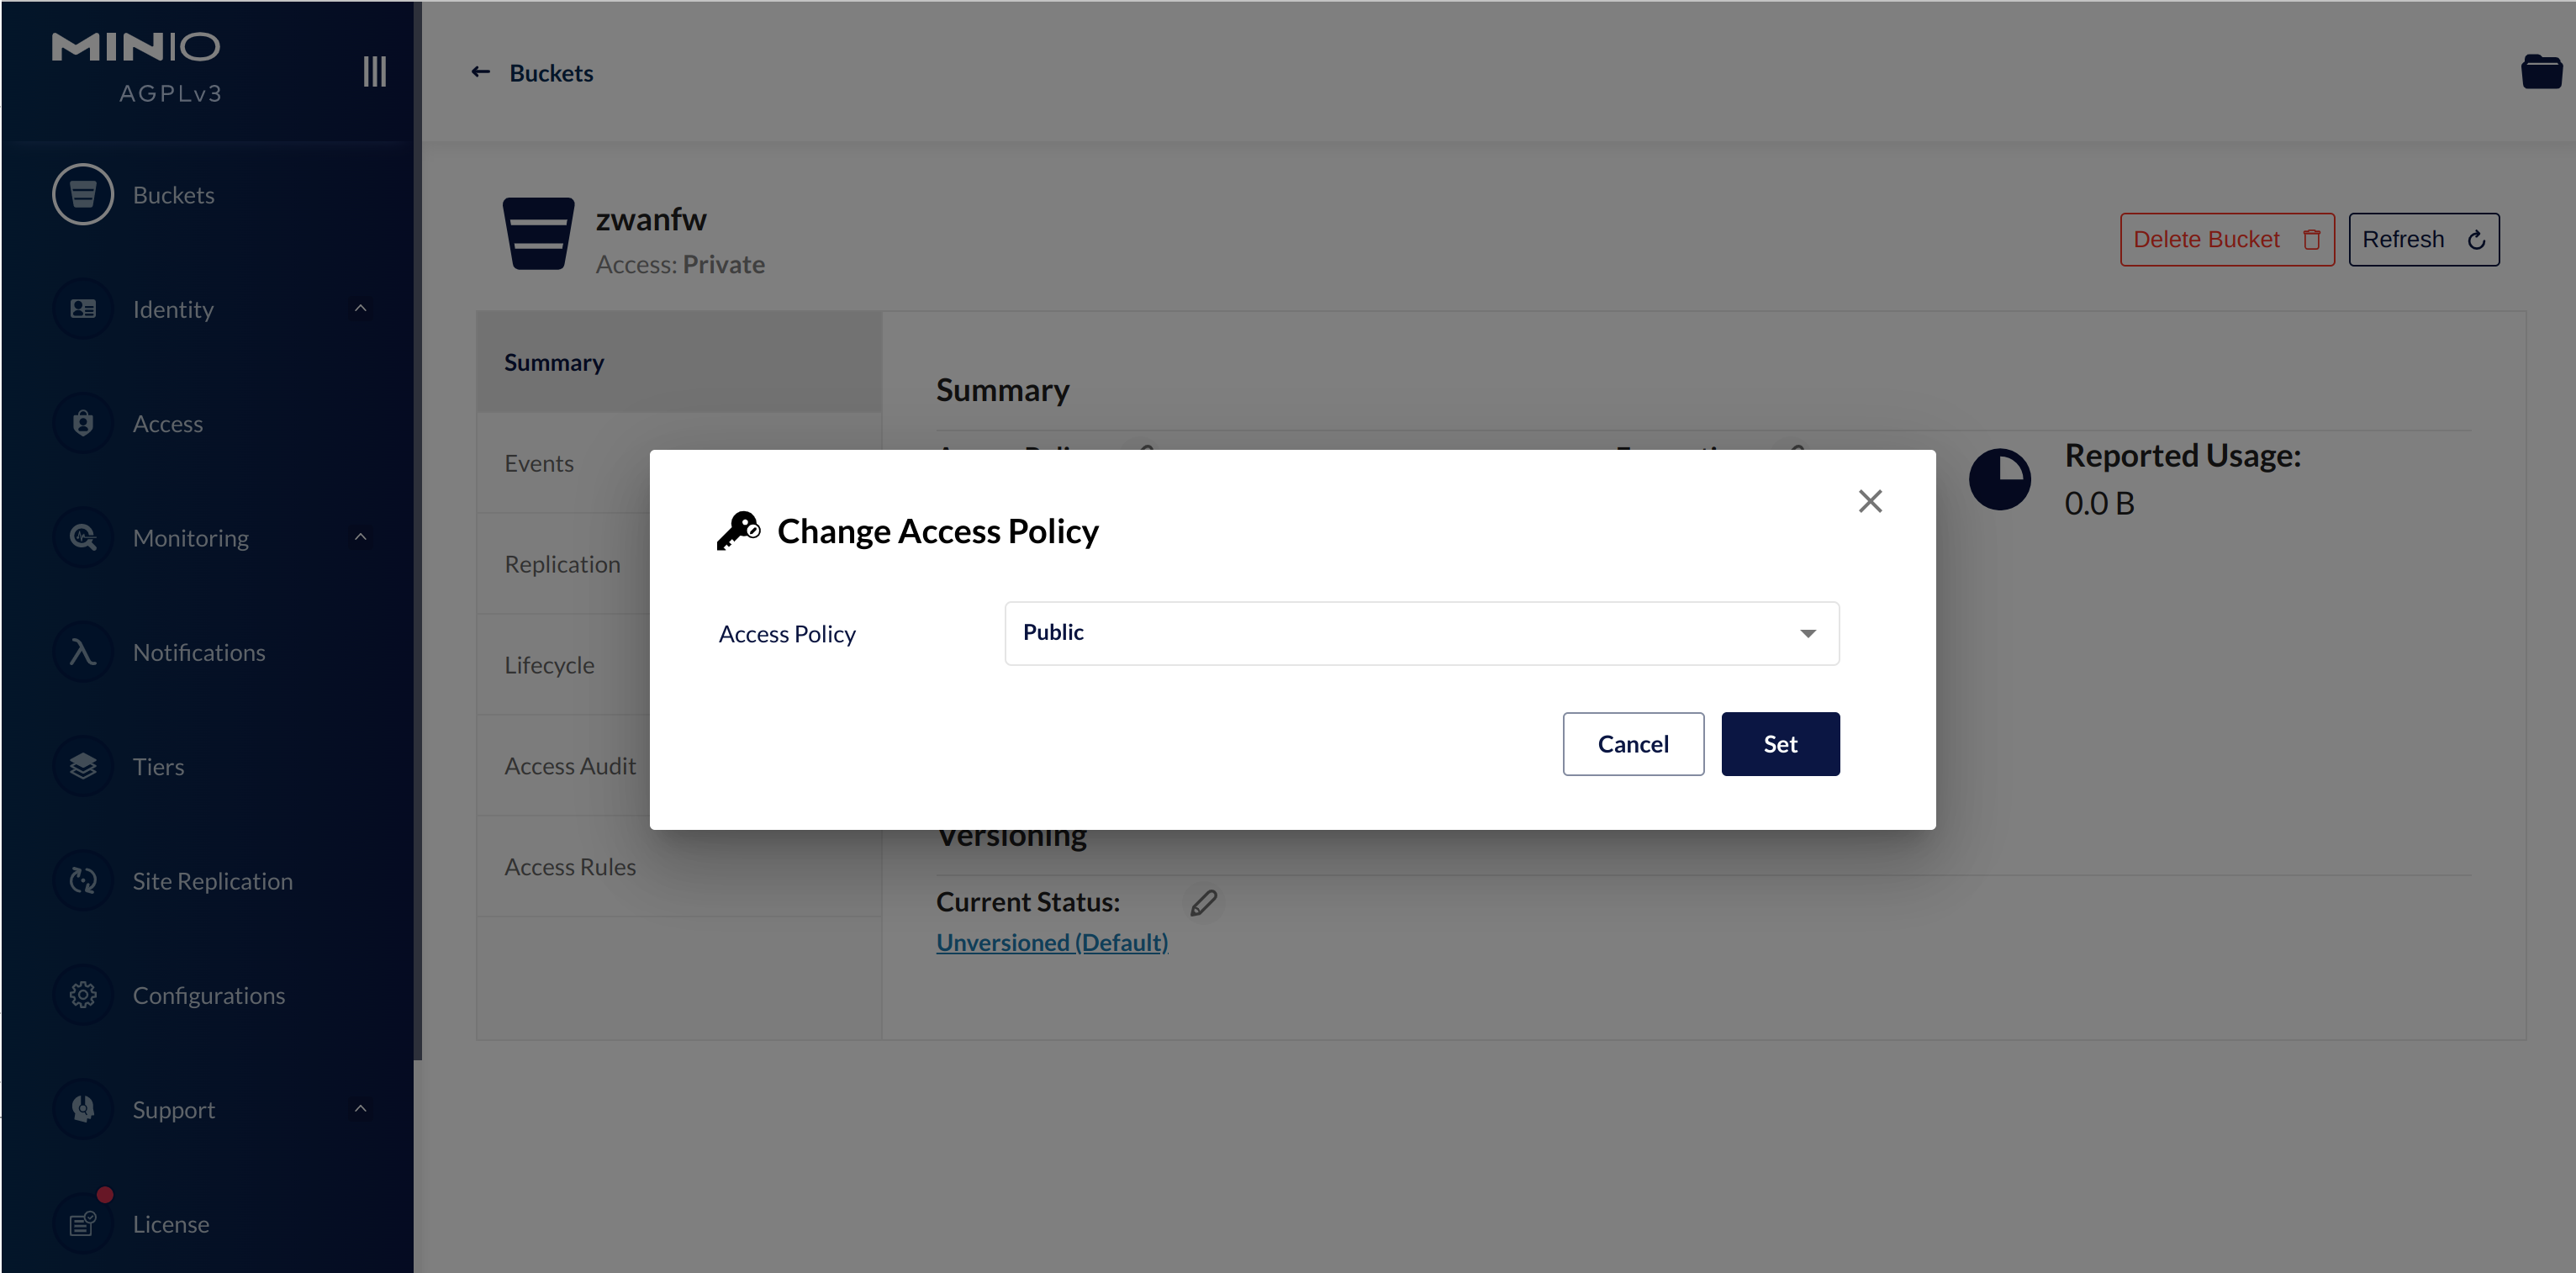 MINIO
AGPLv3
Buckets
Identity
Access
Monitoring
Notifications
Tiers
Site Replication
Configurations
Support
License
Buckets
zwanfw
Access: Private
Delete Bucket
Refresh
Summary
Events
Replication
Lifecycle
Access Audit
Access Rules
Summary
Reported Usage:
0.0 B
Change Access Policy
Access Policy
Public
Cancel
Set
Versioning
Current Status:
Unversioned (Default)